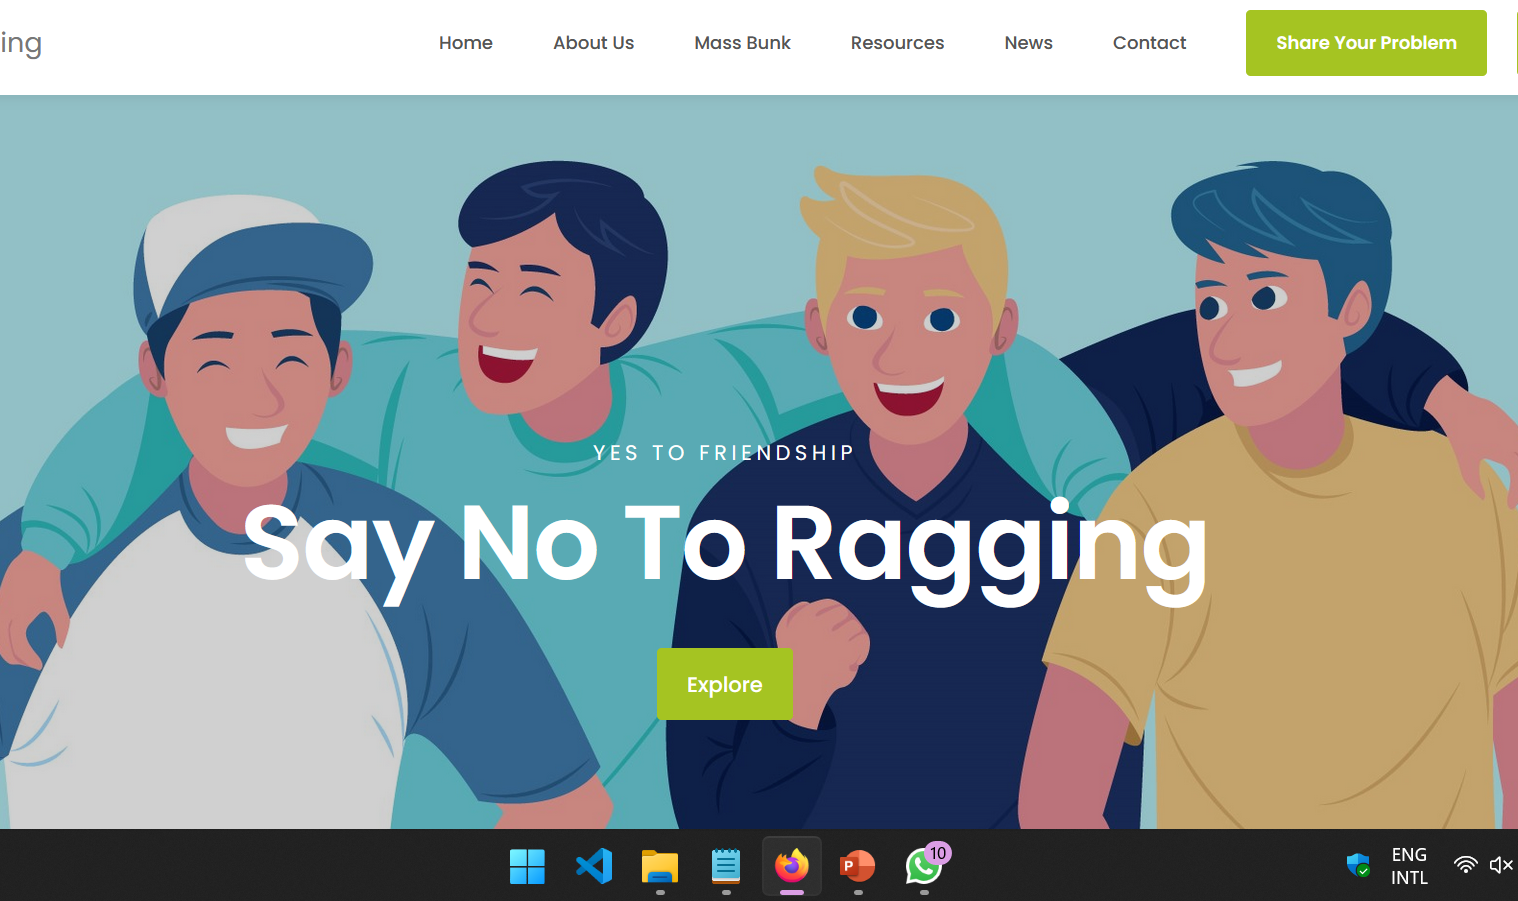 ing
Home About Us Mass Bunk Resources News Contact Share Your Problem
YES TO FRIENDSHIP
Say No To Ragging
Explore
P
10
ENG
INTL